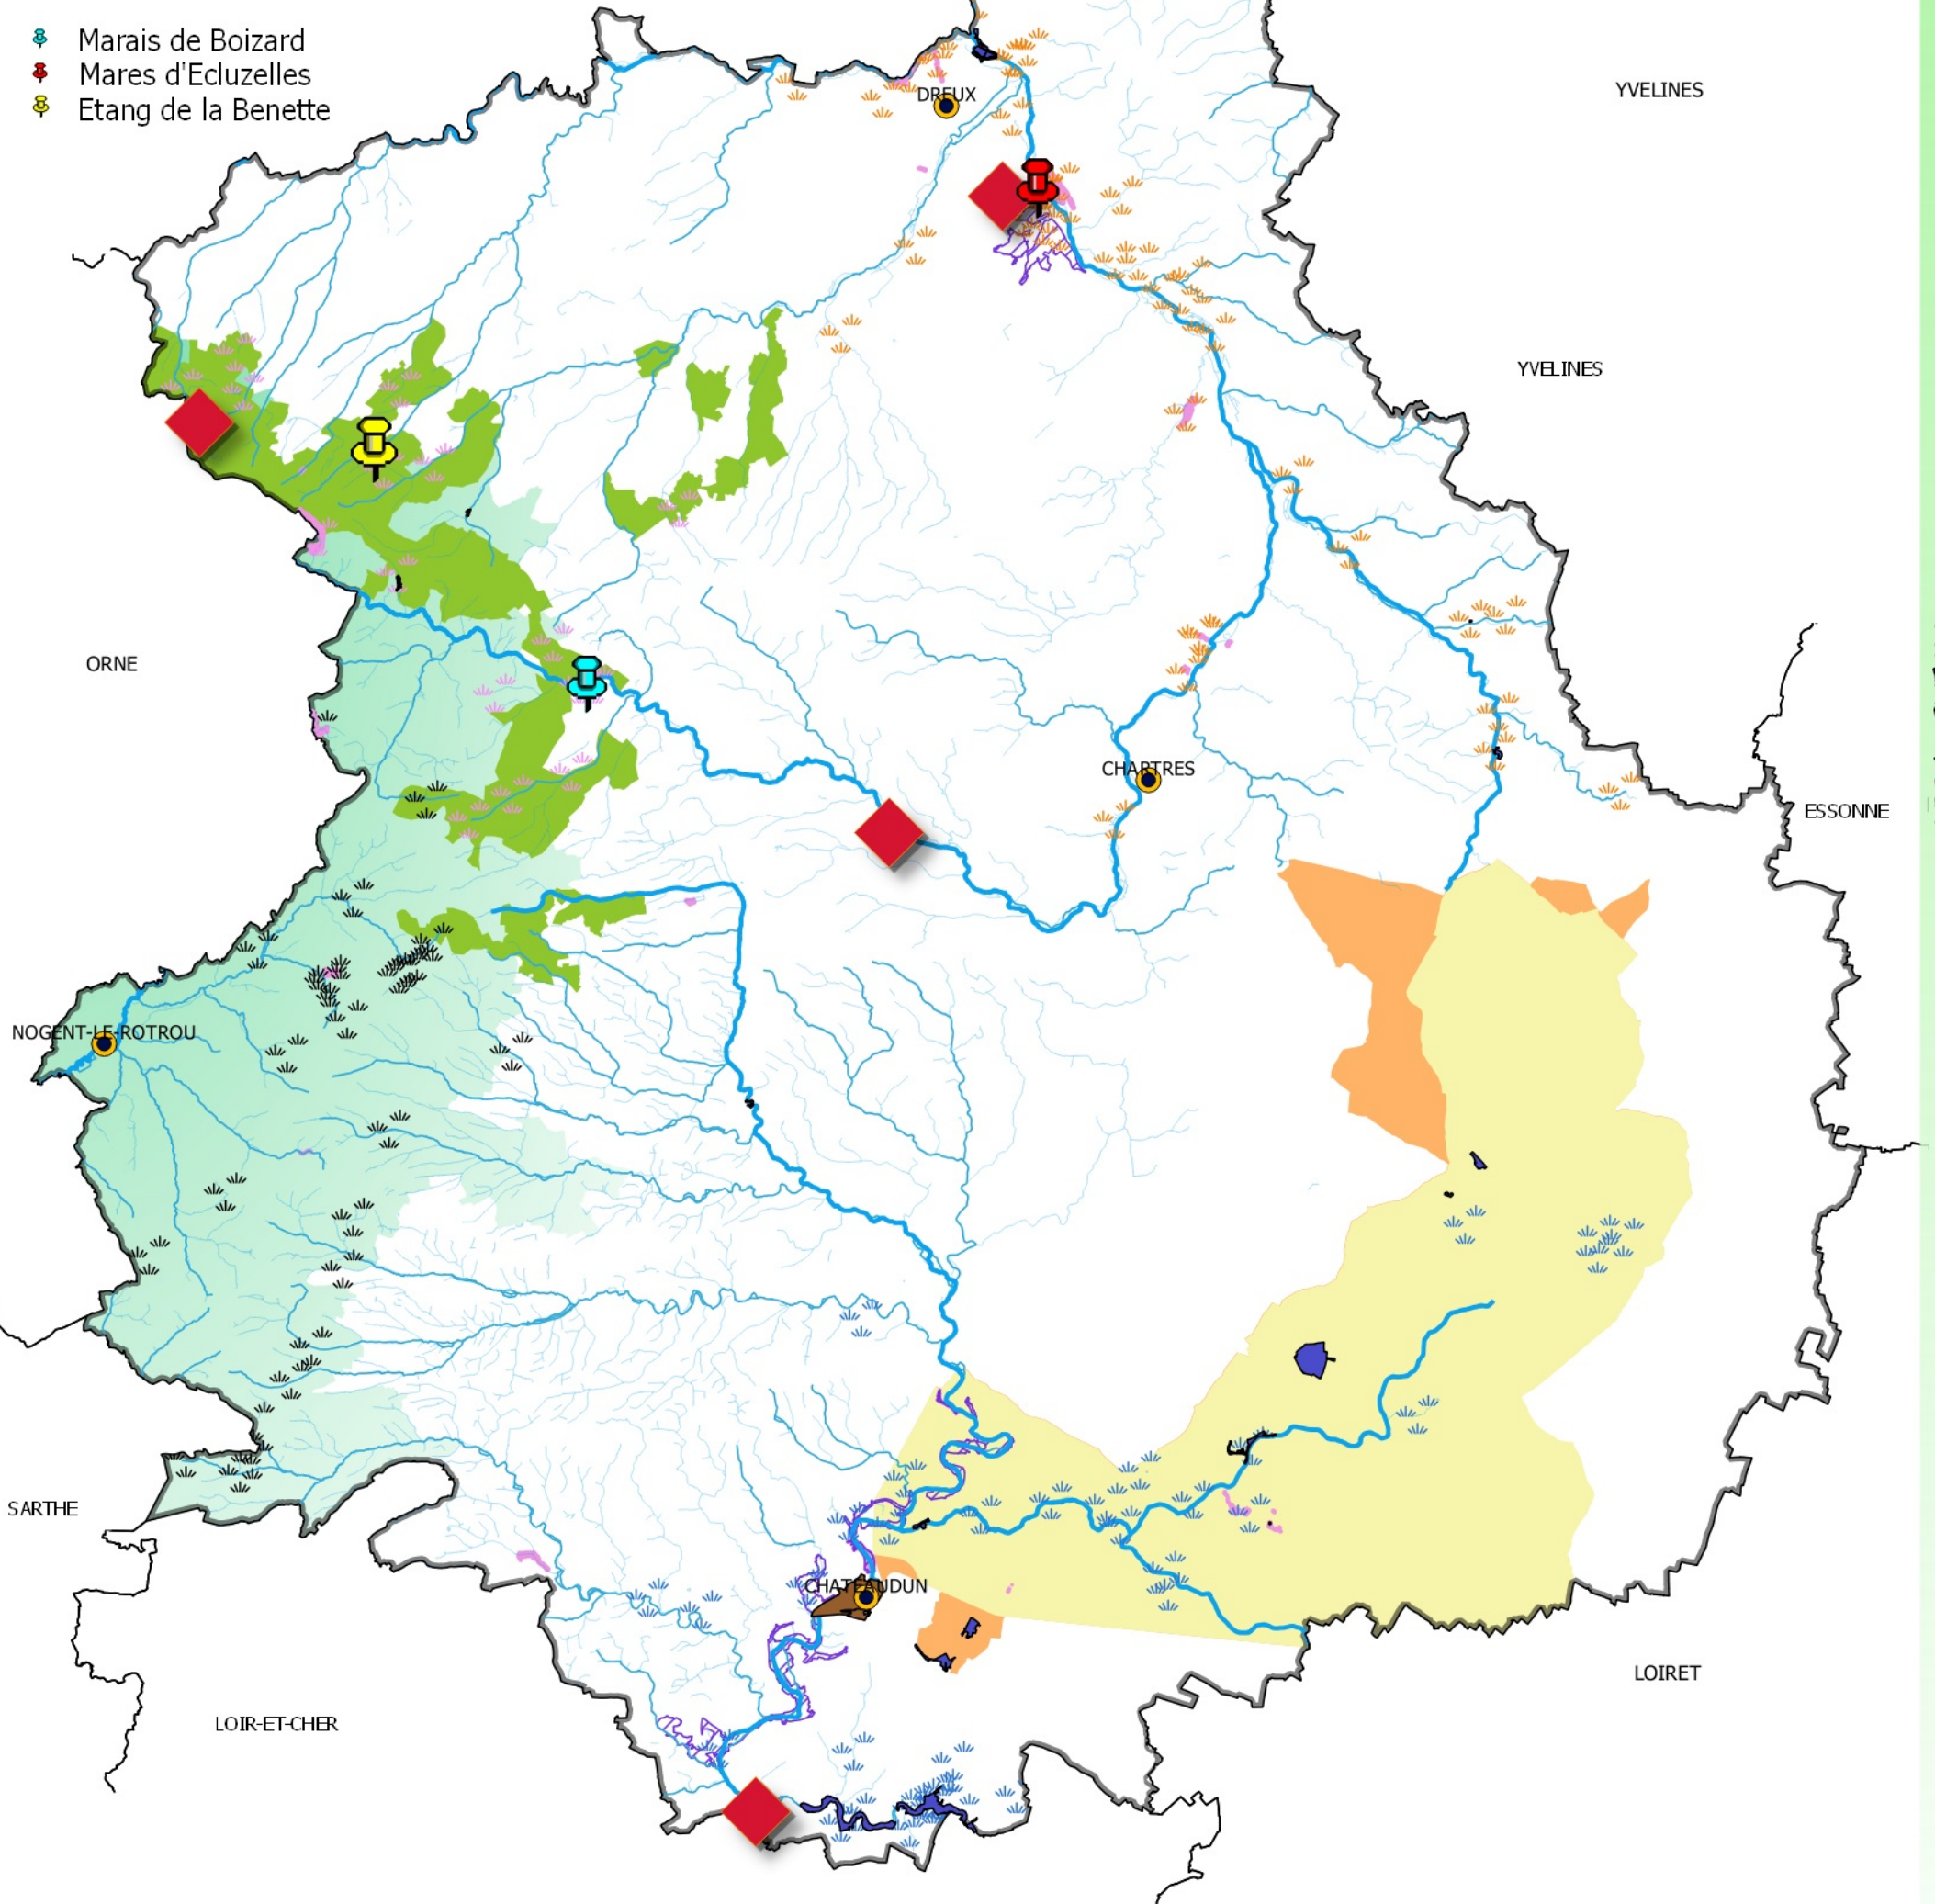 Marais de Boizard
Mares d'Ecluzelles
Etang de la Benette
YVELINES
DREUX
YVELINES
ORNE
CHARTRES
ESSONNE
NOGENT-LE-ROTROU
SARTHE
CHATEAUDUN
LOIRET
LOIR-ET-CHER